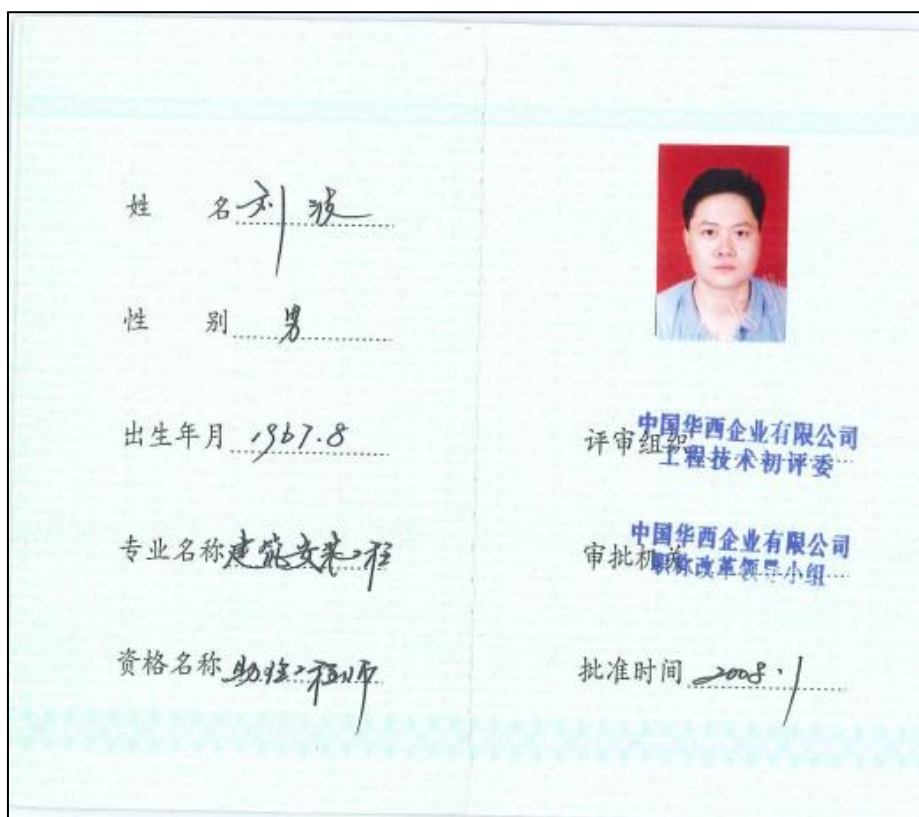 姓 名 刘波
性 别 男
出生年月 1967.8
专业名称 建筑安装工程
资格名称 助理工程师
评审组织 中国华西企业有限公司
工程技术初评委
审批机关 中国华西企业有限公司
职称改革领导小组
批准时间 2008.1